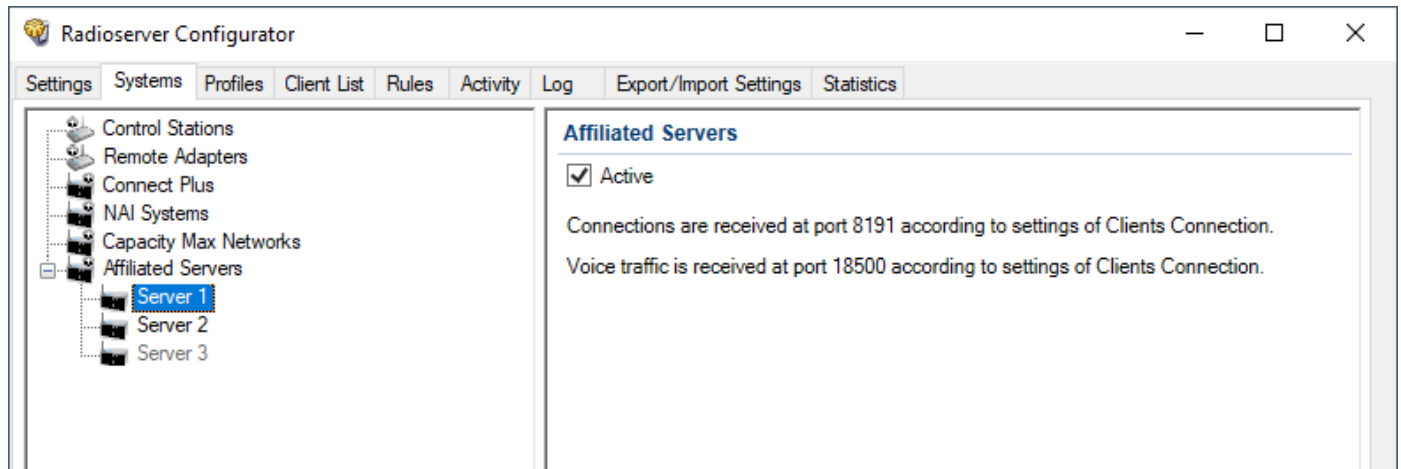 Radioserver Configurator
Settings Systems Profiles Client List Rules Activity Log Export/Import Settings Statistics
Control Stations
Remote Adapters
Connect Plus
NAI Systems
Capacity Max Networks
Affiliated Servers
Server 1
Server 2
Server 3
Affiliated Servers
Active
Connections are received at port 8191 according to settings of Clients Connection.
Voice traffic is received at port 18500 according to settings of Clients Connection.